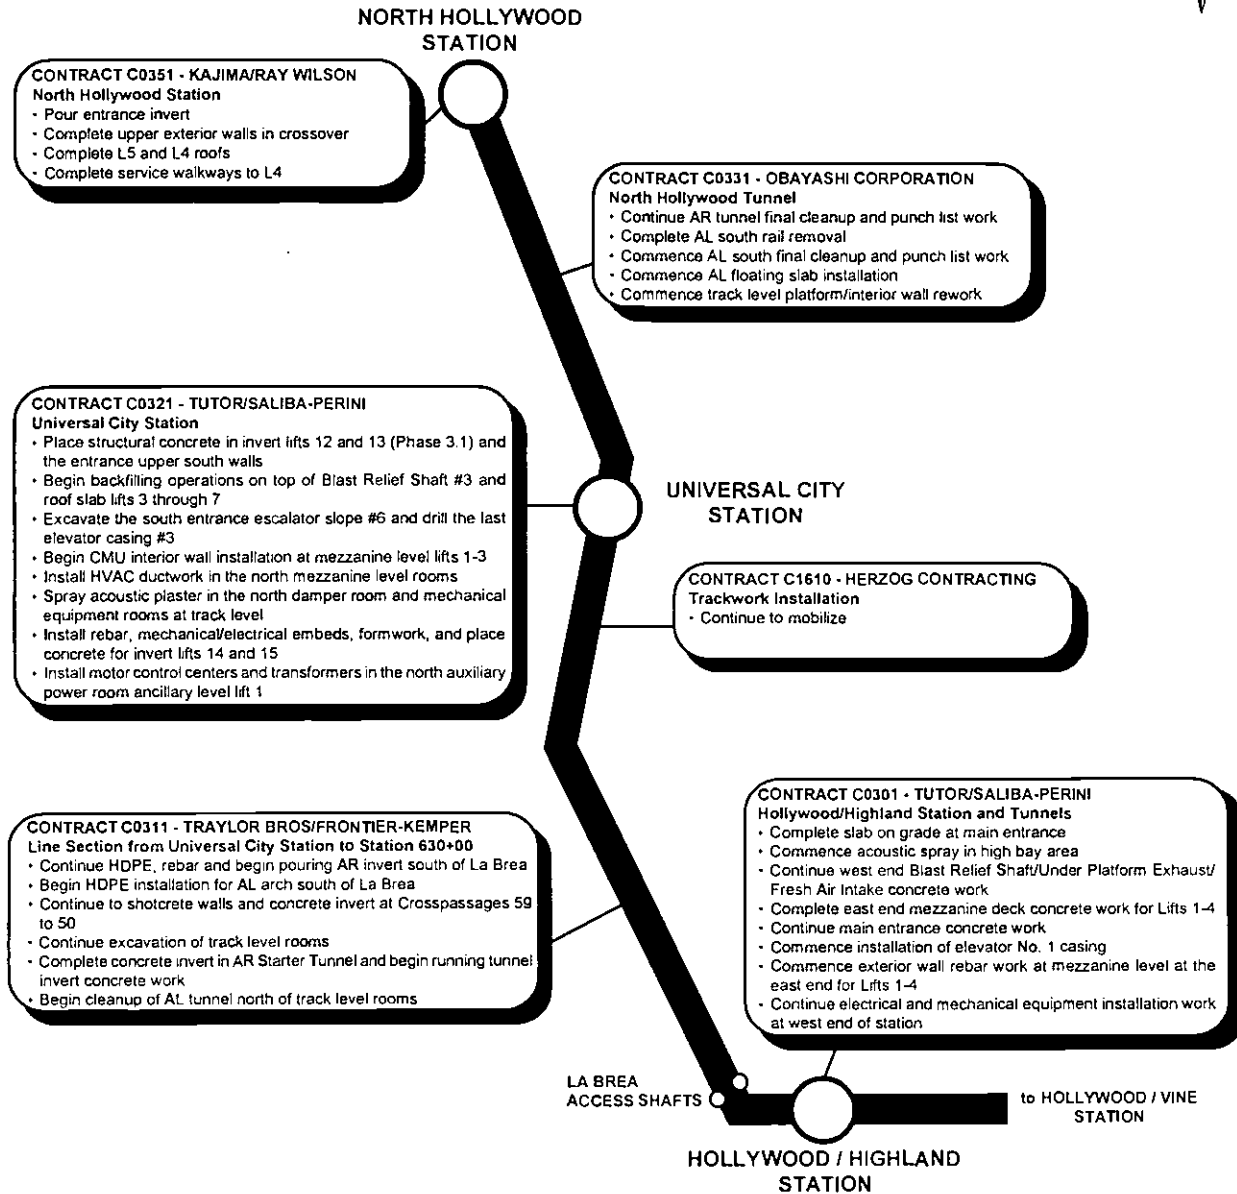 NORTH HOLLYWOOD
STATION
CONTRACT C0351 - KAJIMA/RAY WILSON
North Hollywood Station
· Pour entrance invert
· Complete upper exterior walls in crossover
· Complete L5 and L4 roofs
· Complete service walkways to L4
CONTRACT C0331 - OBAYASHI CORPORATION
North Hollywood Tunnel
· Continue AR tunnel final cleanup and punch list work
· Complete AL south rail removal
· Commence AL south final cleanup and punch list work
· Commence AL floating slab installation
· Commence track level platform/interior wall rework
CONTRACT C0321 - TUTOR/SALIBA-PERINI
Universal City Station
· Place structural concrete in invert lifts 12 and 13 (Phase 3.1) and
the entrance upper south walls
· Begin backfilling operations on top of Blast Relief Shaft #3 and
roof slab lifts 3 through 7
· Excavate the south entrance escalator slope #6 and drill the last
elevator casing #3
· Begin CMU interior wall installation at mezzanine level lifts 1-3
· Install HVAC ductwork in the north mezzanine level rooms
· Spray acoustic plaster in the north damper room and mechanical
equipment rooms at track level
· Install rebar, mechanical/electrical embeds, formwork, and place
concrete for invert lifts 14 and 15
· Install motor control centers and transformers in the north auxiliary
power room ancillary level lift 1
UNIVERSAL CITY
STATION
CONTRACT C1610 - HERZOG CONTRACTING
Trackwork Installation
· Continue to mobilize
CONTRACT C0311 - TRAYLOR BROS/FRONTIER-KEMPER
Line Section from Universal City Station to Station 630+00
· Continue HDPE, rebar and begin pouring AR invert south of La Brea
· Begin HDPE installation for AL arch south of La Brea
· Continue to shotcrete walls and concrete invert at Crosspassages 59
to 50
· Continue excavation of track level rooms
· Complete concrete invert in AR Starter Tunnel and begin running tunnel
invert concrete work
· Begin cleanup of AL tunnel north of track level rooms
CONTRACT C0301 - TUTOR/SALIBA-PERINI
Hollywood/Highland Station and Tunnels
· Complete slab on grade at main entrance
· Commence acoustic spray in high bay area
· Continue west end Blast Relief Shaft/Under Platform Exhaust/
Fresh Air Intake concrete work
· Complete east end mezzanine deck concrete work for Lifts 1-4
· Continue main entrance concrete work
· Commence installation of elevator No. 1 casing
· Commence exterior wall rebar work at mezzanine level at the
east end for Lifts 1-4
· Continue electrical and mechanical equipment installation work
at west end of station
LA BREA
ACCESS SHAFTS
to HOLLYWOOD / VINE
STATION
HOLLYWOOD / HIGHLAND
STATION